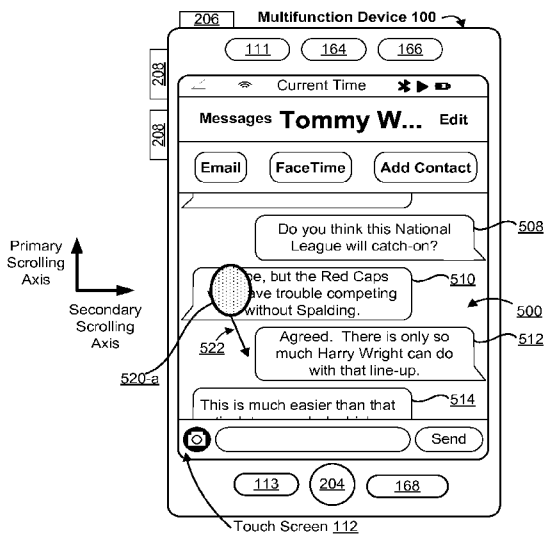 206
Multifunction Device 100
111
164
166
208
208
Current Time
Messages Tommy W... Edit
Email
FaceTime
Add Contact
Do you think this National
League will catch-on?
508
Primary
Scrolling
Axis
Secondary
Scrolling
Axis
but the Red Caps
trouble competing
without Spalding.
510
500
522
520-a
Agreed. There is only so
much Harry Wright can do
with that line-up.
512
This is much easier than that
514
Send
113
204
168
Touch Screen 112